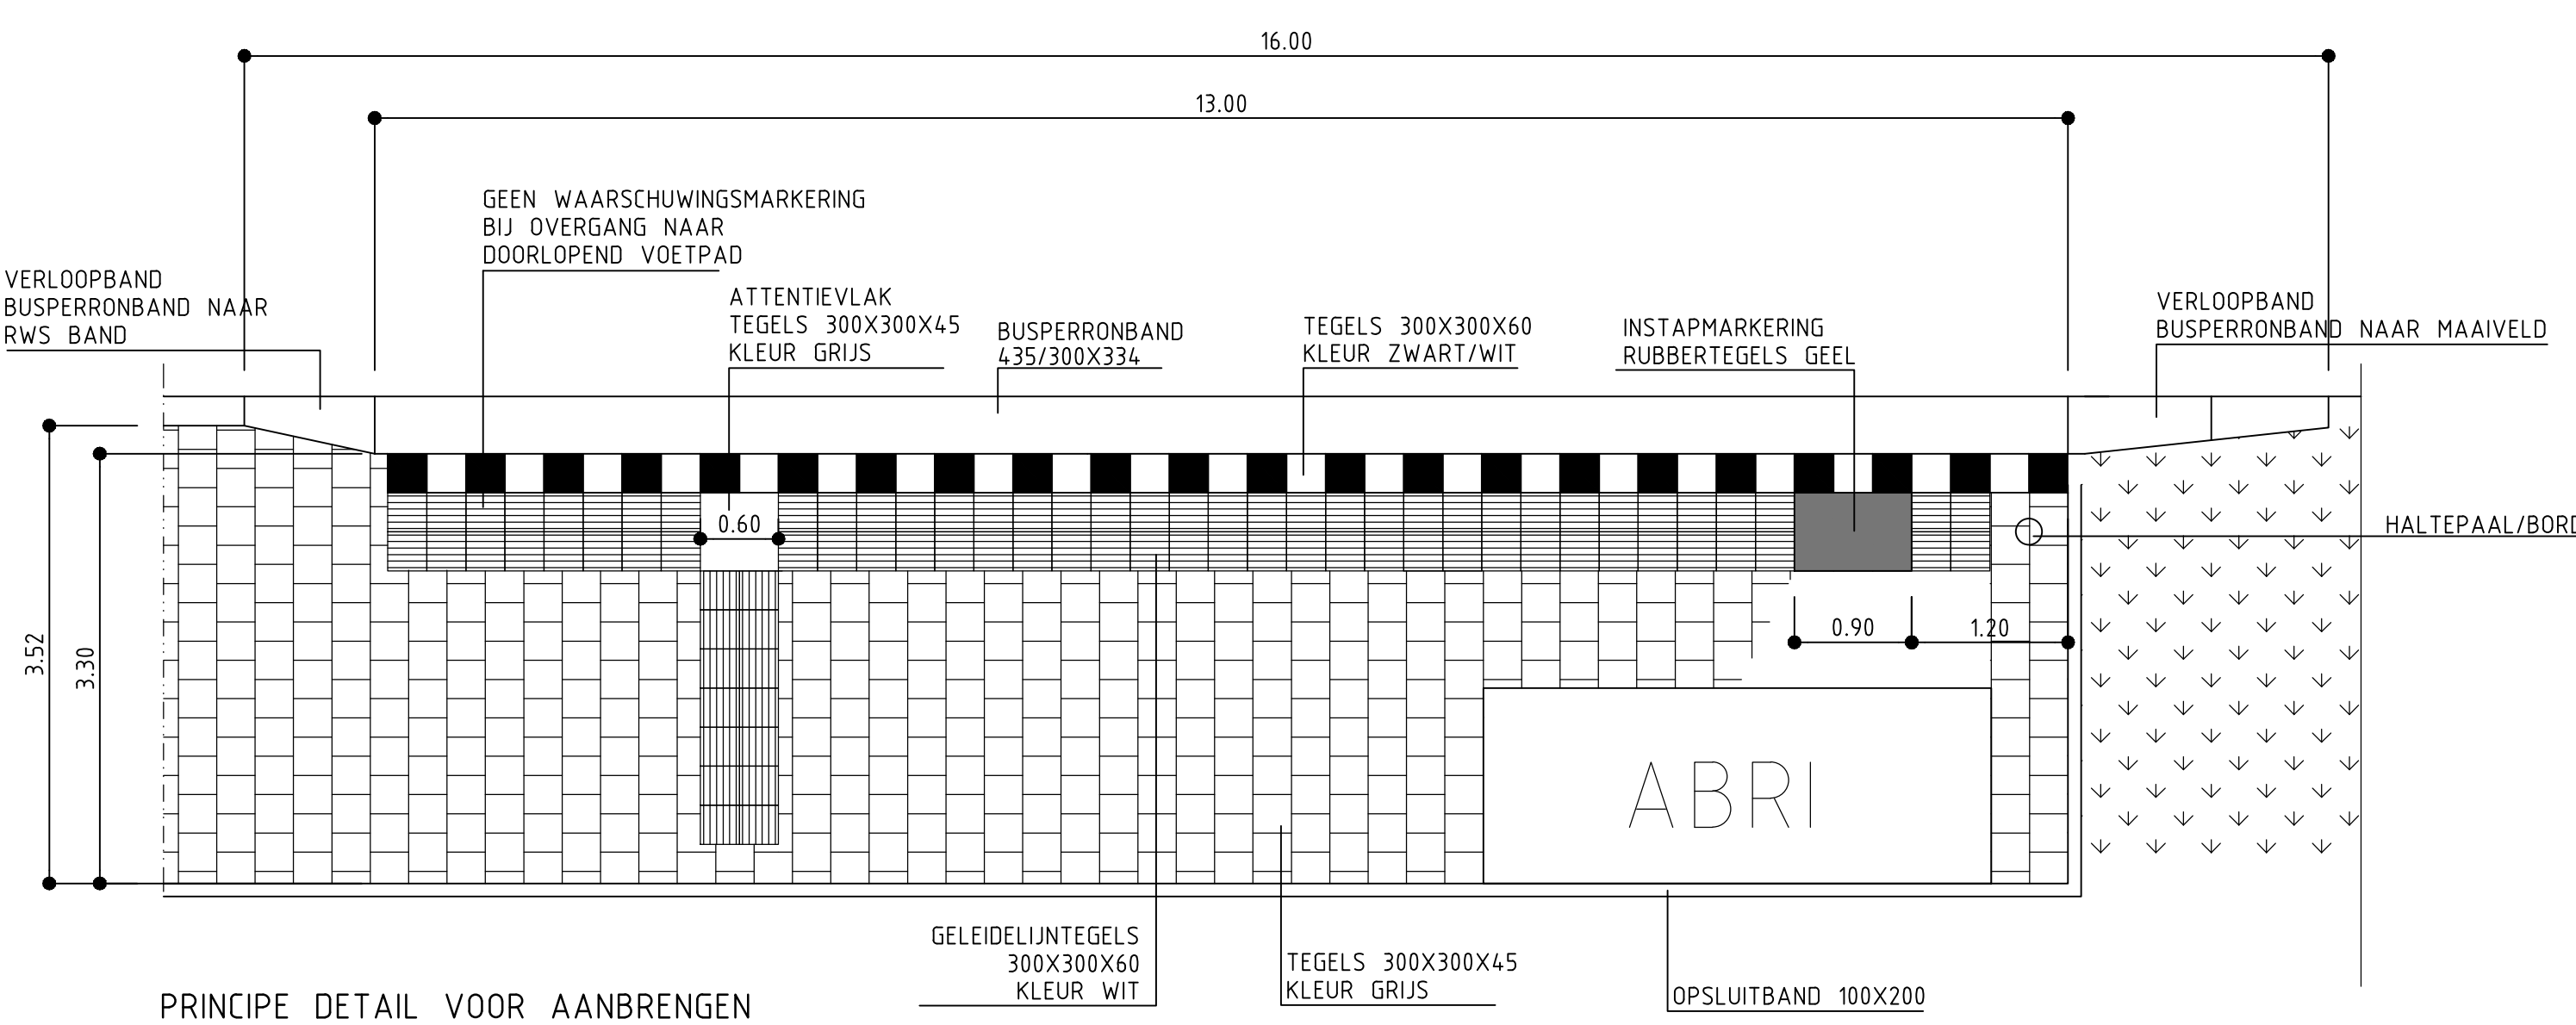 16.00
13.00
GEEN WAARSCHUWINGSMARKERING
BIJ OVERGANG NAAR
DOORLOPEND VOETPAD
VERLOOPBAND
BUSPERRONBAND NAAR
RWS BAND
ATTENTIEVLAK
TEGELS 300X300X45
KLEUR GRIJS
BUSPERRONBAND
435/300X334
TEGELS 300X300X60
KLEUR ZWART/WIT
INSTAPMARKERING
RUBBERTEGELS GEEL
VERLOOPBAND
BUSPERRONBAND NAAR MAAIVELD
0.60
HALTEPAAL/BORD
0.90
1.20
3.52
3.30
ABRI
GELEIDELIJNTEGELS
300X300X60
KLEUR WIT
TEGELS 300X300X45
KLEUR GRIJS
OPSLUITBAND 100X200
PRINCIPE DETAIL VOOR AANBRENGEN